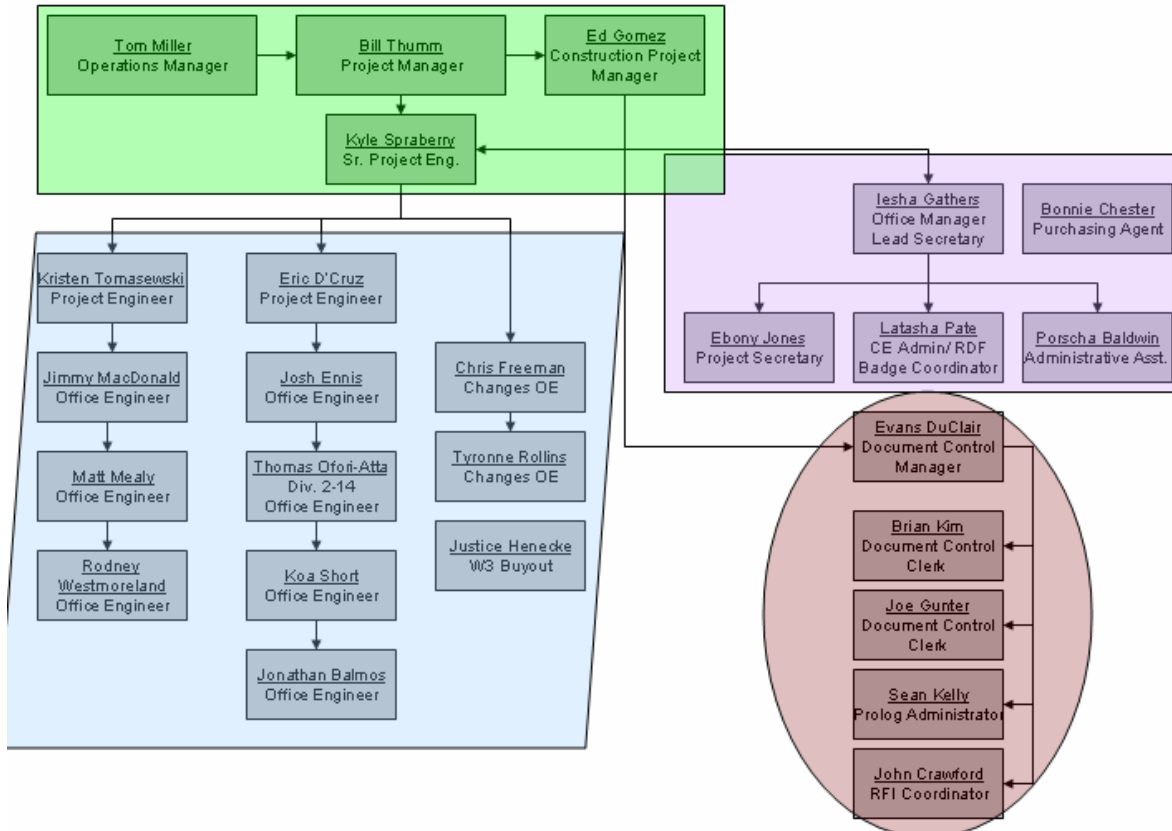 Tom Miller
Operations Manager
Bill Thumm
Project Manager
Ed Gomez
Construction Project
Manager
Kyle Spraberry
Sr. Project Eng.
Iesha Gathers
Office Manager
Lead Secretary
Bonnie Chester
Purchasing Agent
Ebony Jones
Project Secretary
Latasha Pate
CE Admin/ RDF
Badge Coordinator
Porscha Baldwin
Administrative Asst.
Kristen Tomasewski
Project Engineer
Jimmy MacDonald
Office Engineer
Matt Mealy
Office Engineer
Rodney
Westmoreland
Office Engineer
Eric D'Cruz
Project Engineer
Josh Ennis
Office Engineer
Thomas Ofori-Atta
Div. 2-14
Office Engineer
Koa Short
Office Engineer
Jonathan Balmos
Office Engineer
Chris Freeman
Changes OE
Tyronne Rollins
Changes OE
Justice Henecke
W3 Buyout
Evans DuClair
Document Control
Manager
Brian Kim
Document Control
Clerk
Joe Gunter
Document Control
Clerk
Sean Kelly
Prolog Administrator
John Crawford
RFI Coordinator